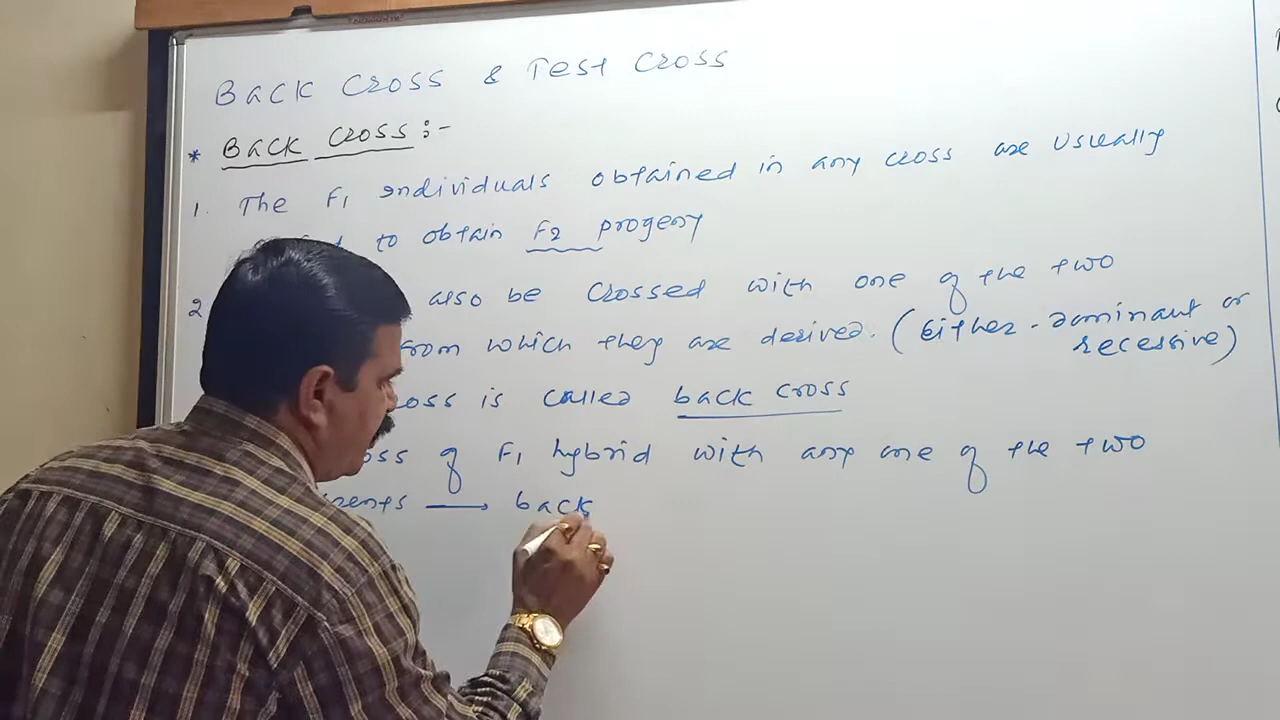 Back Cross & Test Cross
* Back Cross :-
1. The F1 individuals obtained in any cross are usually
to obtain F2 progeny
2 also be crossed with one of the two
from which they are derived. (Either - dominant or
recessive)
is called back cross
of F1 hybrid with any one of the two
→ back